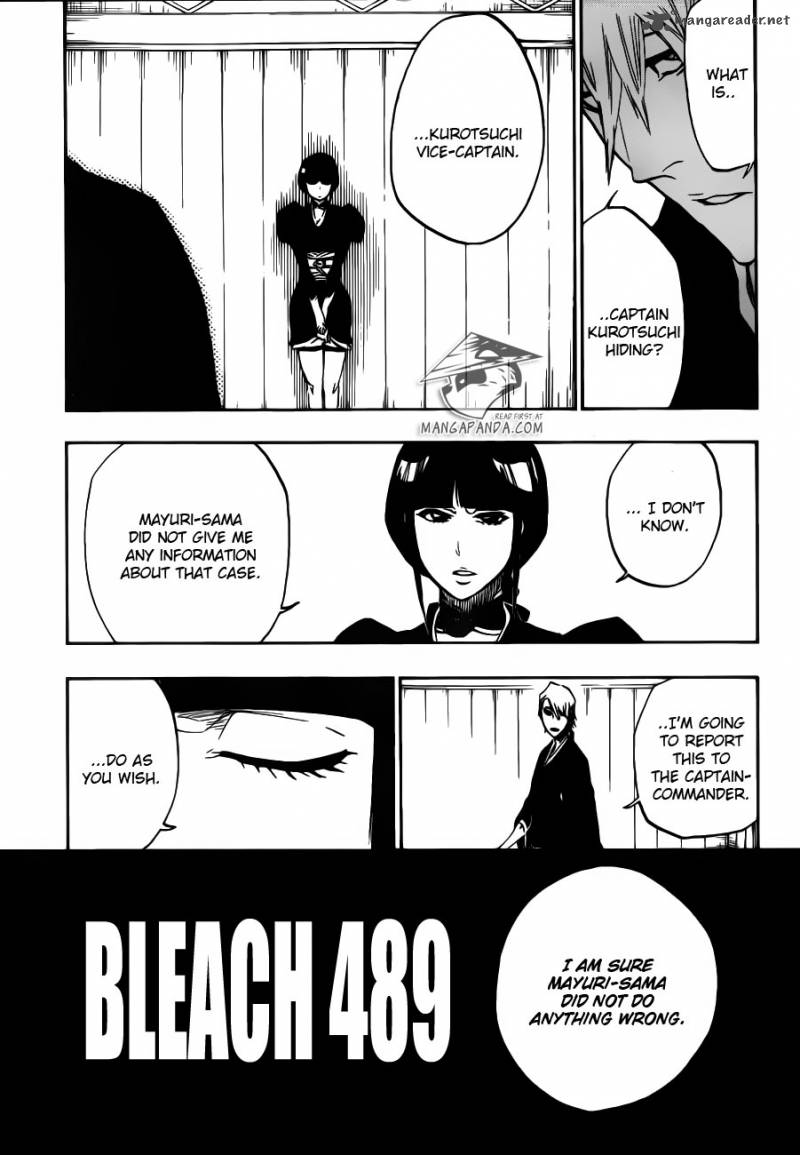 mangareader.net
WHAT
IS..
..CAPTAIN
KUROTSUCHI
HIDING?
...KUROTSUCHI
VICE-CAPTAIN.
READ FIRST AT
MANGAPANDA.COM
... I DON'T
KNOW.
MAYURI-SAMA
DID NOT GIVE ME
ANY INFORMATION
ABOUT THAT CASE.
..I'M GOING
TO REPORT
THIS TO
THE CAPTAIN-
COMMANDER.
...DO AS
YOU WISH.
I AM SURE
MAYURI-SAMA
DID NOT DO
ANYTHING WRONG.
BLEACH 489